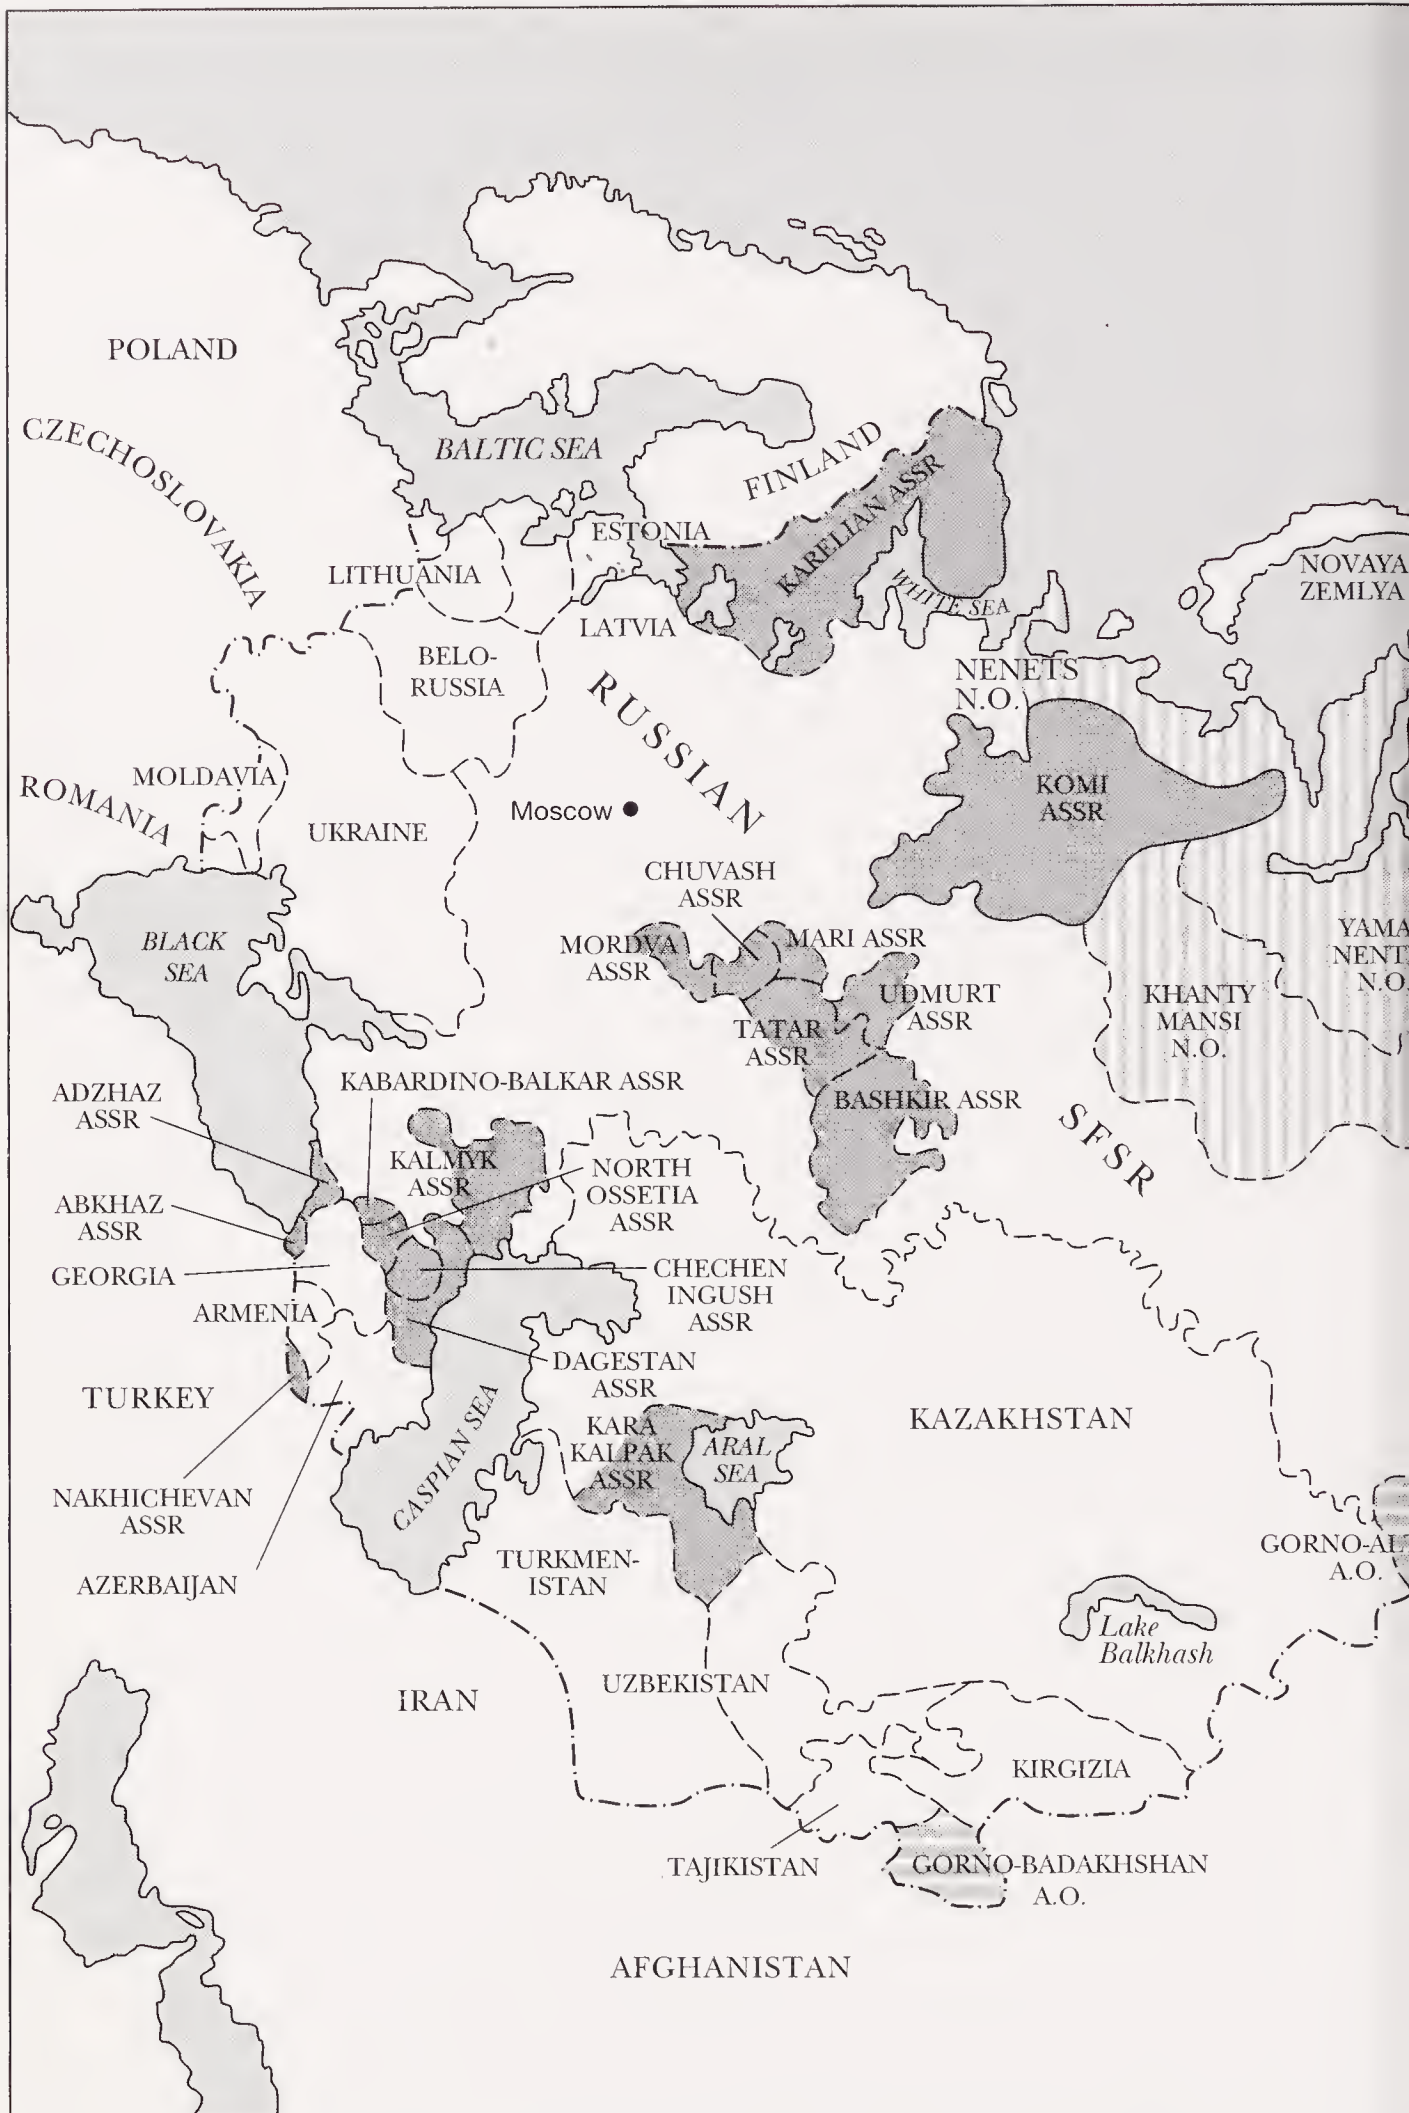 POLAND
CZECHOSLOVAKIA
BALTIC SEA
FINLAND
KARELIAN ASSR
ESTONIA
LITHUANIA
WHITE SEA
NOVAYA
ZEMLYA
LATVIA
BELO-
RUSSIA
NENETS
N.O.
RUSSIAN
ROMANIA
MOLDAVIA
UKRAINE
Moscow
KOMI
ASSR
CHUVASH
ASSR
BLACK
SEA
MORDVA
ASSR
MARI ASSR
YAMA
NENT
N.O.
UDMURT
ASSR
KHANTY
MANSI
N.O.
TATAR
ASSR
KABARDINO-BALKAR ASSR
ADZHAZ
ASSR
BASHKIR ASSR
SFSR
KALMYK
ASSR
NORTH
OSSETIA
ASSR
ABKHAZ
ASSR
GEORGIA
CHECHEN
INGUSH
ASSR
ARMENIA
DAGESTAN
ASSR
TURKEY
CASPIAN SEA
KARA
KALPAK
ASSR
ARAL
SEA
KAZAKHSTAN
NAKHICHEVAN
ASSR
AZERBAIJAN
TURKMEN-
ISTAN
GORNO-AL
A.O.
Lake
Balkhash
IRAN
UZBEKISTAN
KIRGIZIA
TAJIKISTAN
GORNO-BADAKHSHAN
A.O.
AFGHANISTAN